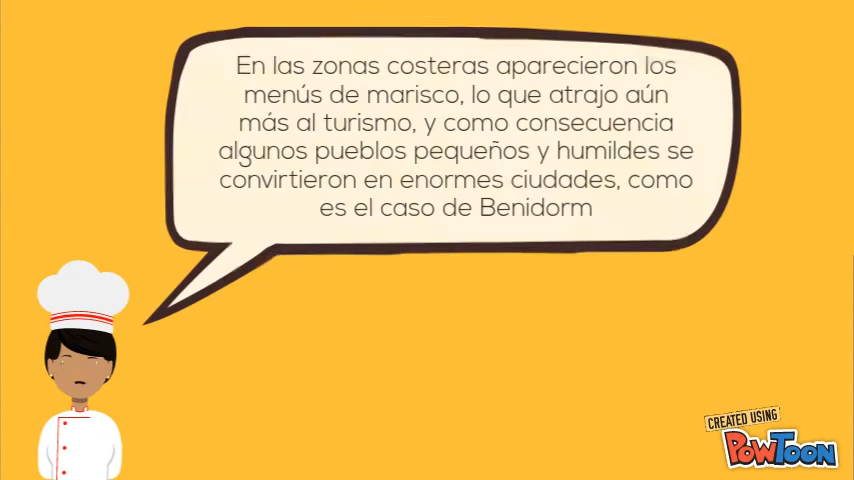 En las zonas costeras aparecieron los
menús de marisco, lo que atrajo aún
más al turismo, y como consecuencia
algunos pueblos pequeños y humildes se
convirtieron en enormes ciudades, como
es el caso de Benidorm
CREATED USING
POWTOON